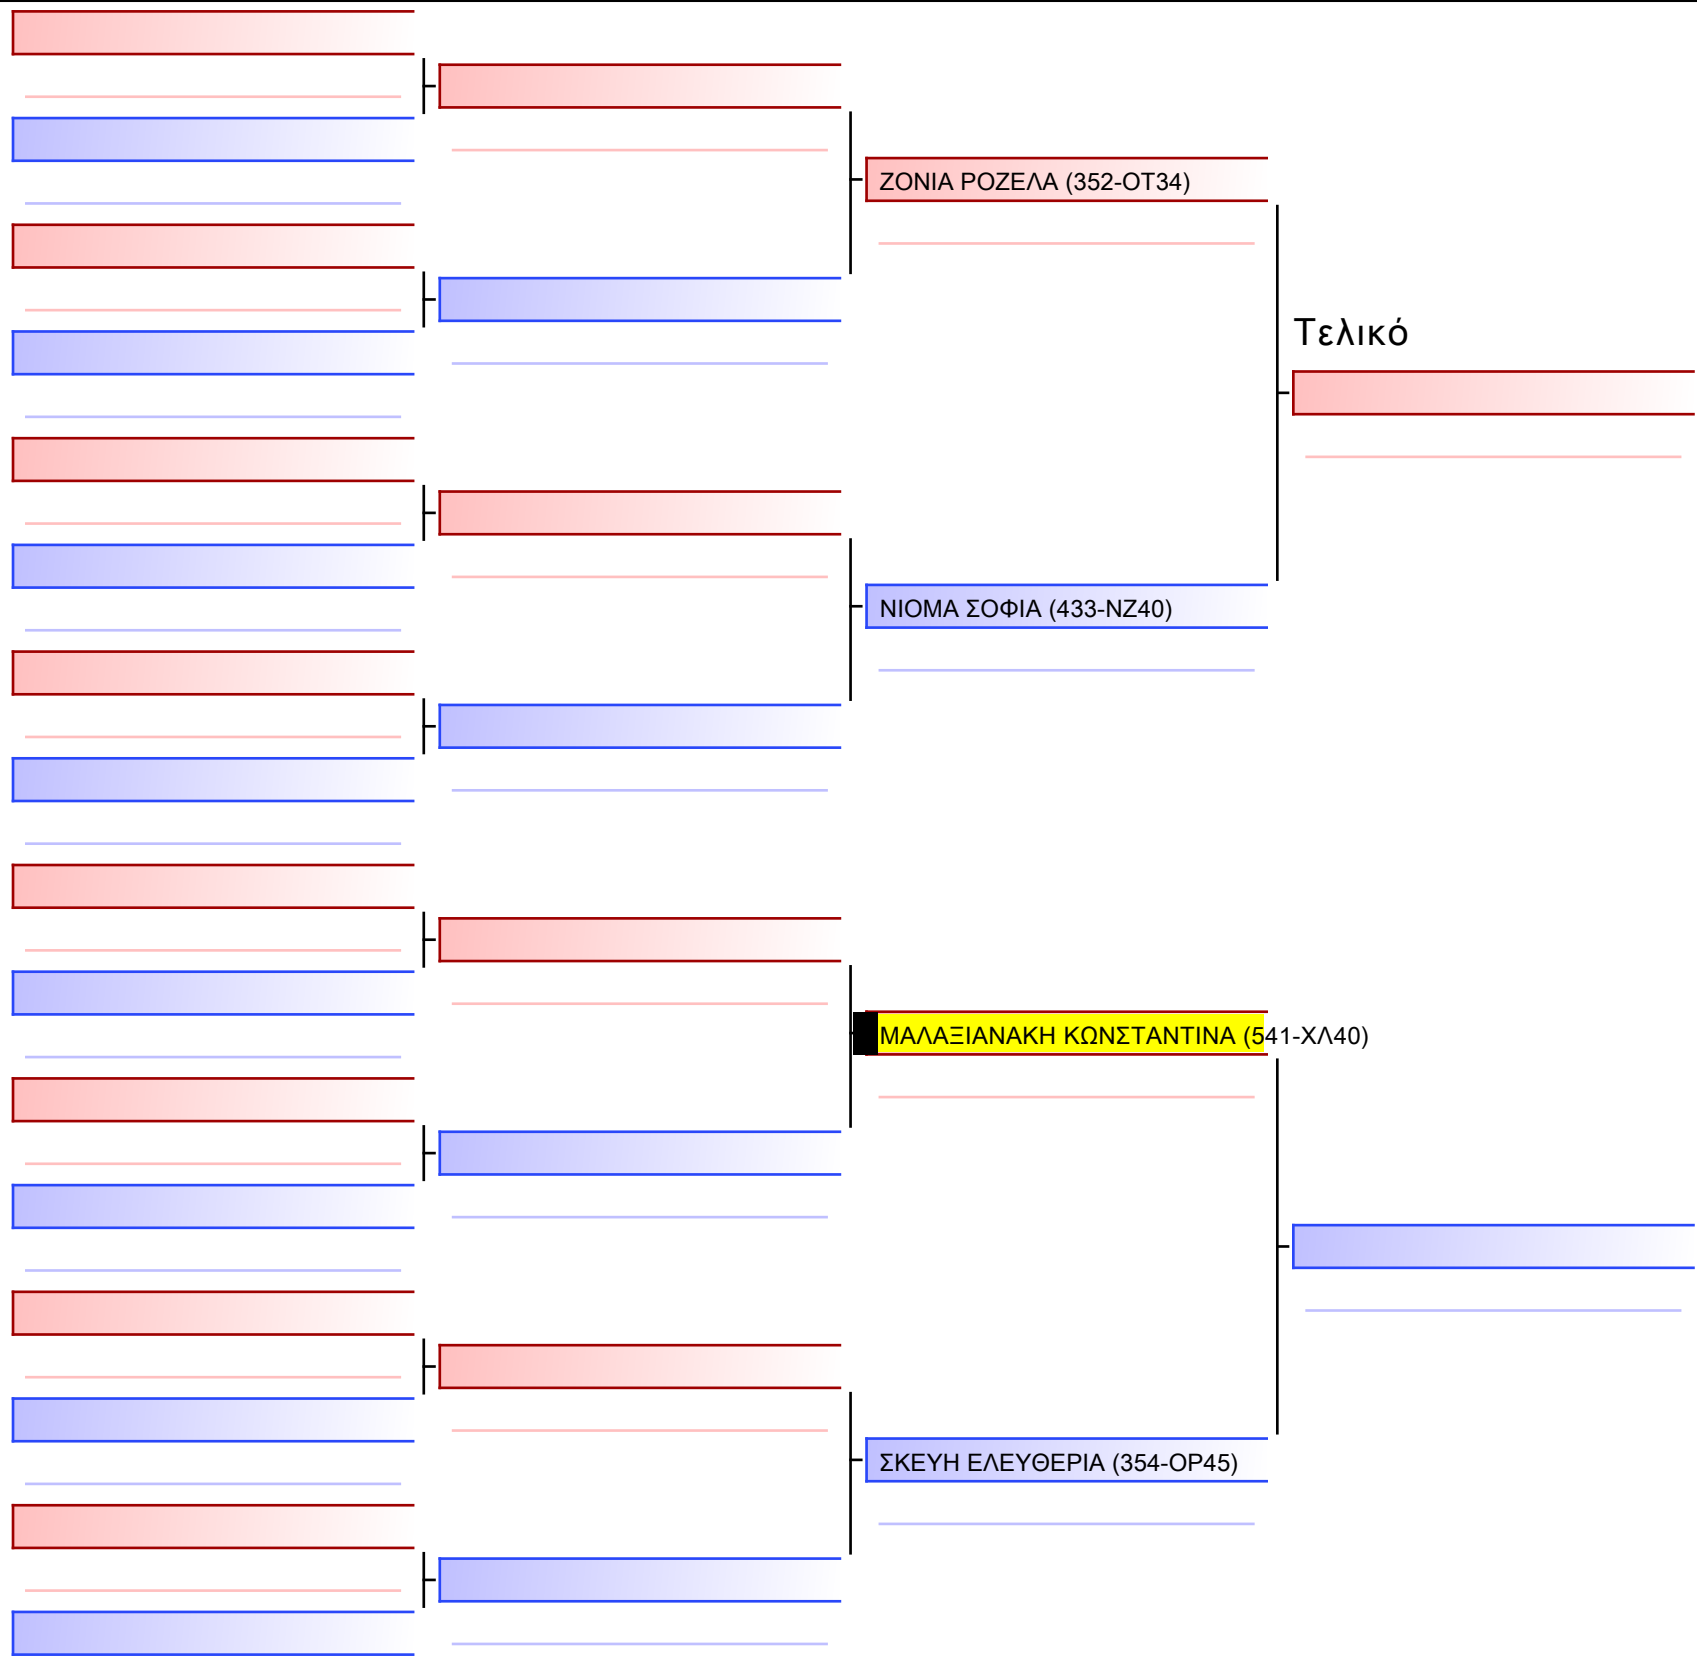 ΖΟΝΙΑ ΡΟΖΕΛΑ (352-ΟΤ34)
Τελικό
ΝΙΟΜΑ ΣΟΦΙΑ (433-ΝΖ40)
ΜΑΛΑΞΙΑΝΑΚΗ ΚΩΝΣΤΑΝΤΙΝΑ (541-ΧΛ40)
ΣΚΕΥΗ ΕΛΕΥΘΕΡΙΑ (354-ΟΡ45)